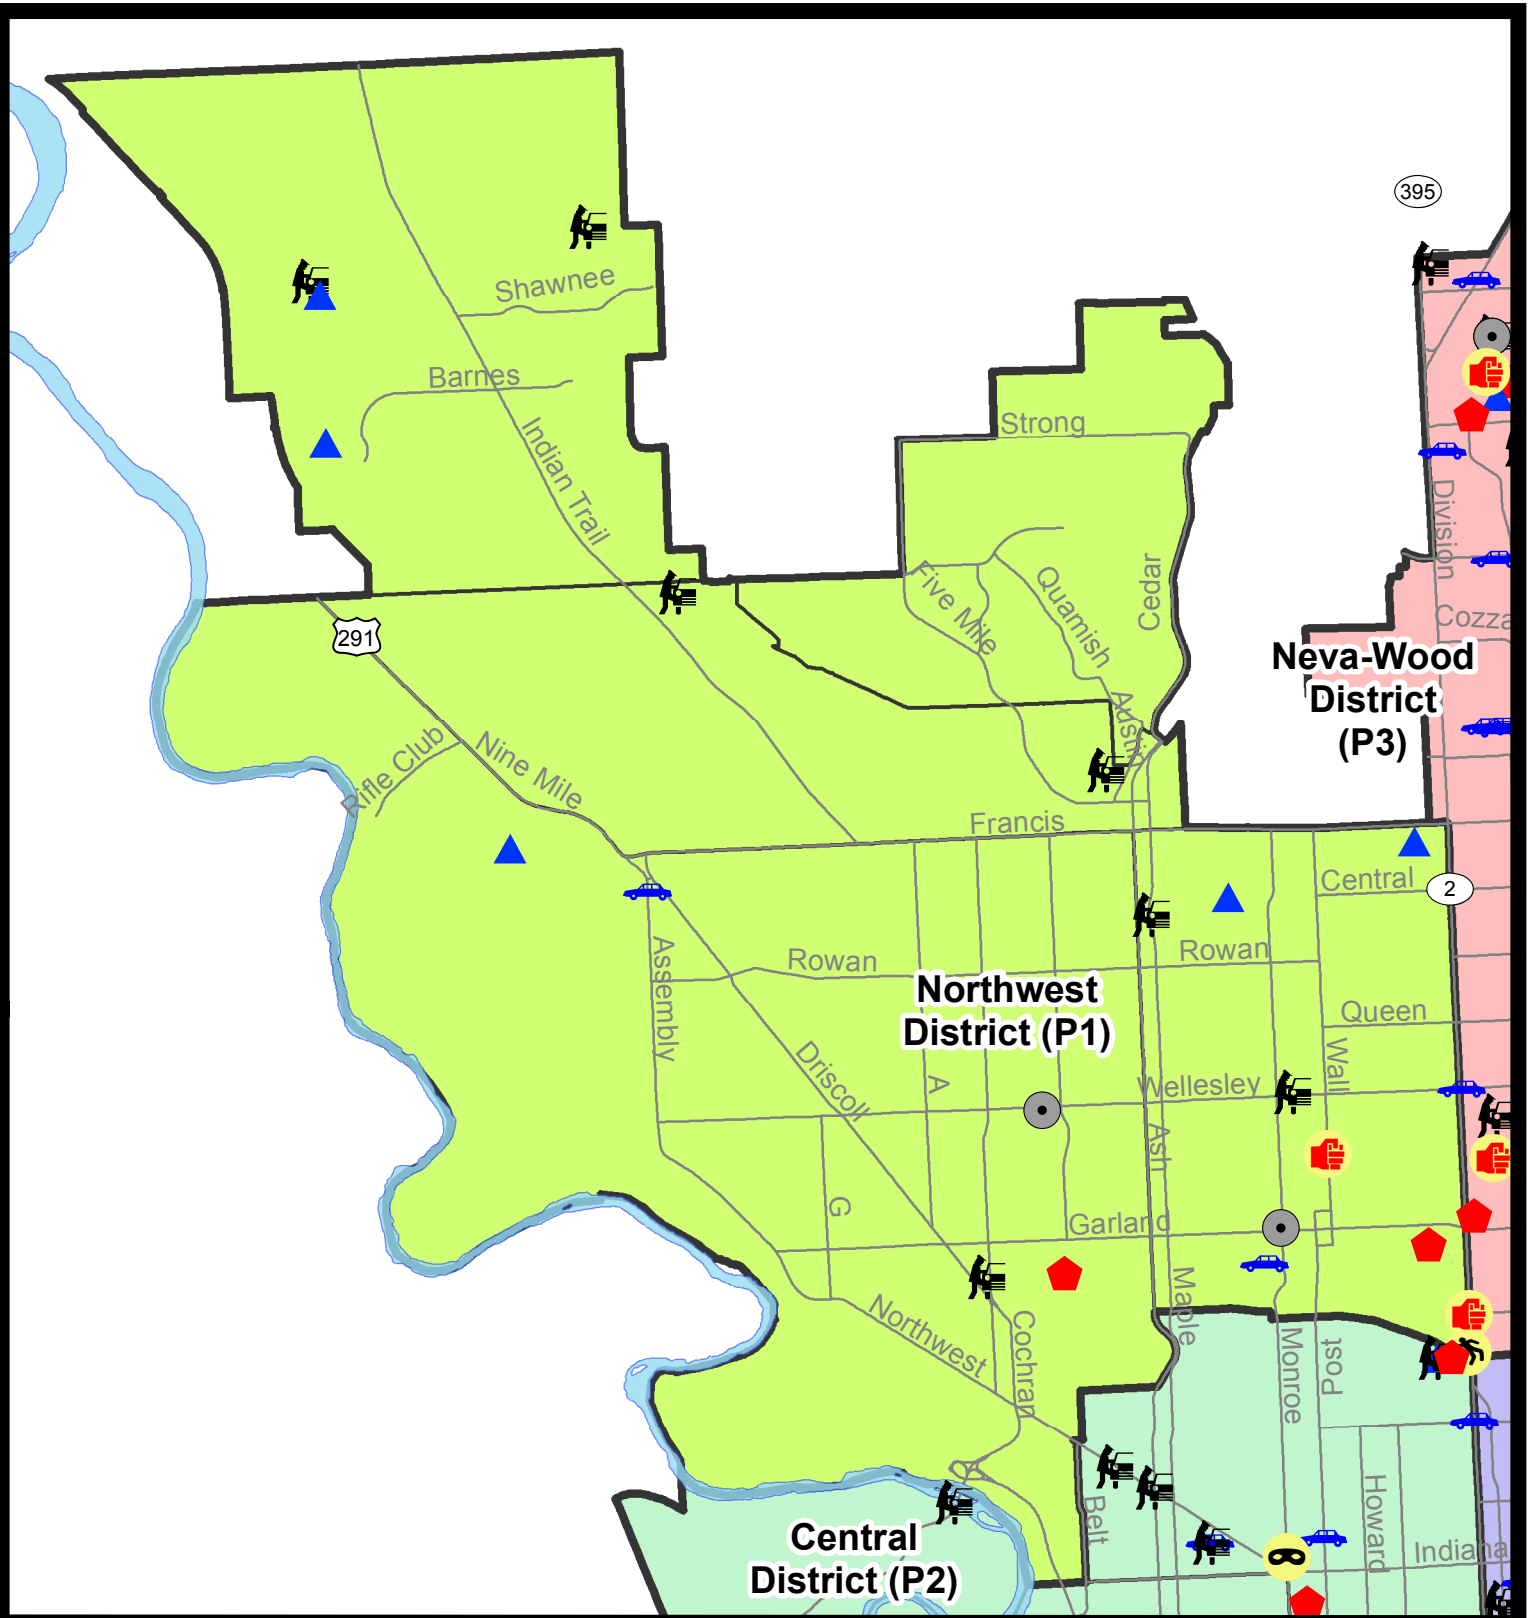 395
Shawnee
Barnes
Strong
Indian Trail
Division
Five Mile
Quamish
Cedar
Cozza
291
Neva-Wood
District
(P3)
Austin
Rifle Club
Nine Mile
Francis
Central
2
Assembly
Rowan
Rowan
Northwest
District (P1)
Queen
Driscoll
A
Wellesley
Wall
Ash
G
Garland
Northwest
Cochran
Maple
Monroe
Post
Belt
Howard
Indiana
Central
District (P2)